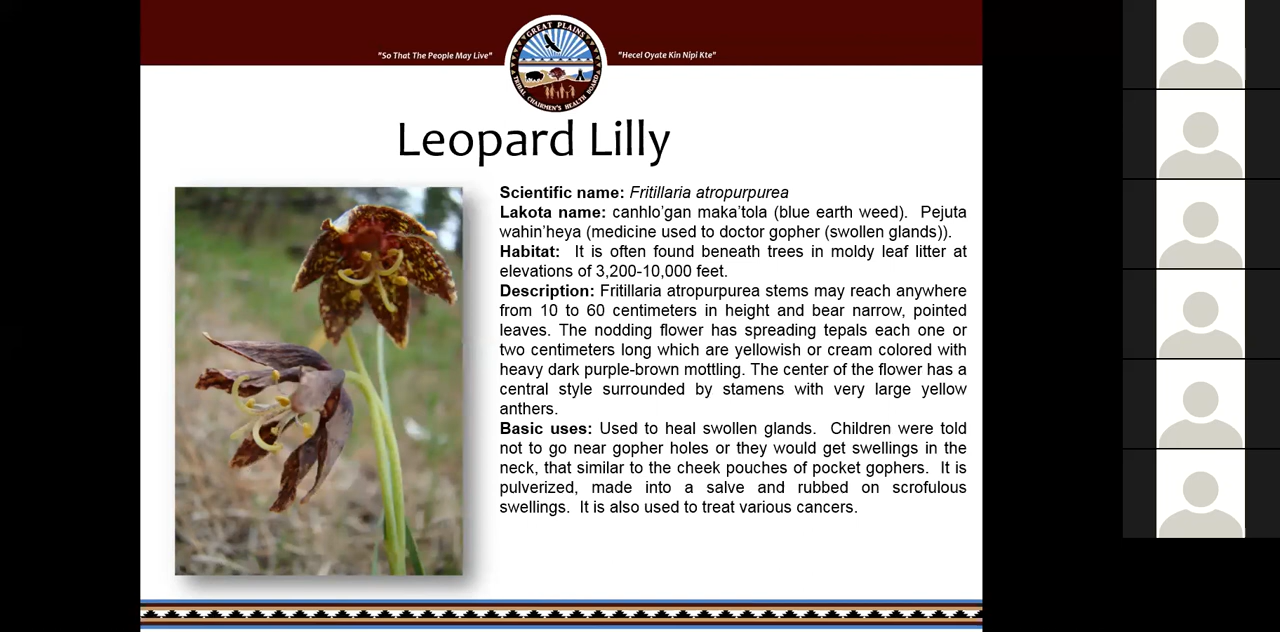 "So That The People May Live"
GREAT PLAINS
TRIBAL CHAIRMEN'S HEALTH BOARD
"Hecel Oyate Kin Nipi Kte"
Leopard Lilly
Scientific name: Fritillaria atropurpurea
Lakota name: canhlo'gan maka'tola (blue earth weed).  Pejuta
wahin'heya (medicine used to doctor gopher (swollen glands)).
Habitat:  It is often found beneath trees in moldy leaf litter at
elevations of 3,200-10,000 feet.
Description: Fritillaria atropurpurea stems may reach anywhere
from 10 to 60 centimeters in height and bear narrow, pointed
leaves. The nodding flower has spreading tepals each one or
two centimeters long which are yellowish or cream colored with
heavy dark purple-brown mottling. The center of the flower has a
central style surrounded by stamens with very large yellow
anthers.
Basic uses: Used to heal swollen glands.  Children were told
not to go near gopher holes or they would get swellings in the
neck, that similar to the cheek pouches of pocket gophers.  It is
pulverized, made into a salve and rubbed on scrofulous
swellings.  It is also used to treat various cancers.